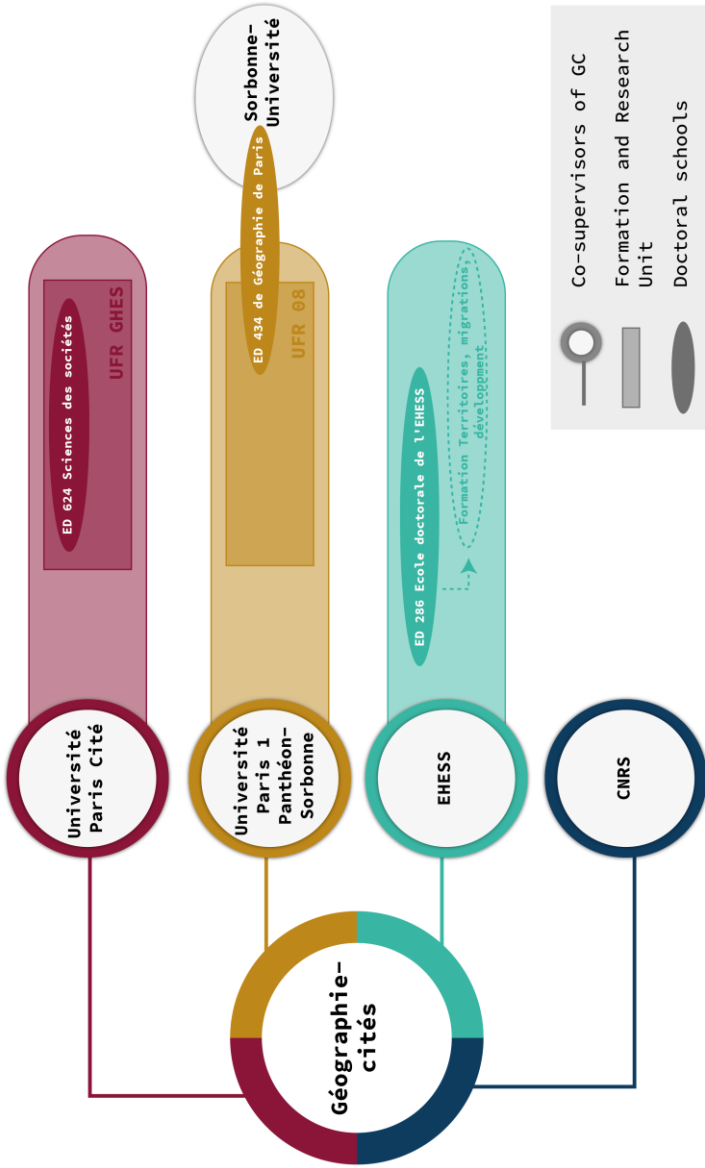 Géographie-
cités
Université
Paris Cité
ED 624 Sciences des sociétés
UFR GHES
Université
Paris 1
Panthéon-
Sorbonne
UFR 08
ED 434 de Géographie de Paris
Sorbonne-
Université
EHESS
ED 286 Ecole doctorale de l'EHESS
Formation Territoires, migrations,
développment
CNRS
Co-supervisors of GC
Formation and Research
Unit
Doctoral schools